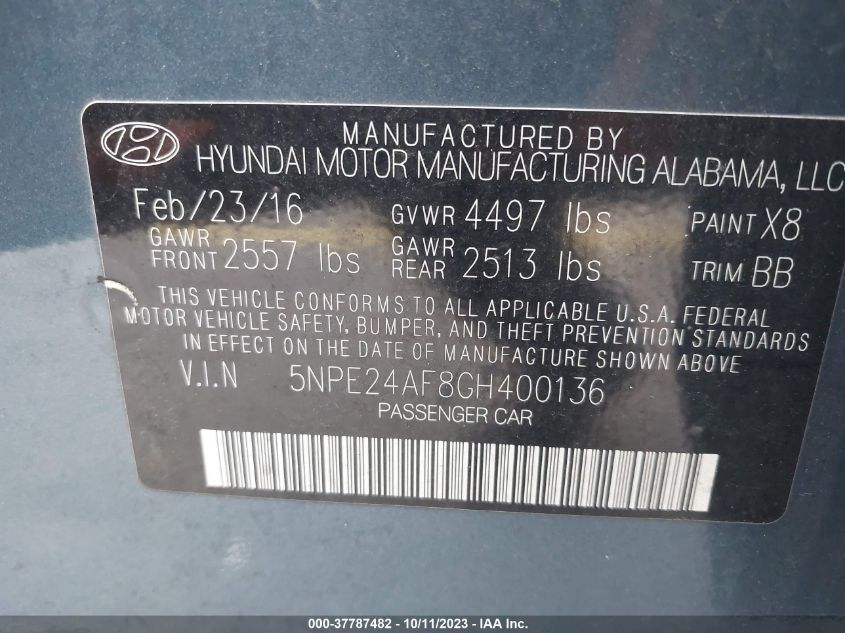 MANUFACTURED BY
HYUNDAI MOTOR MANUFACTURING ALABAMA, LLC
Feb/23/16 GVWR 4497 lbs PAINT X8
GAWR FRONT 2557 lbs GAWR REAR 2513 lbs TRIM BB
THIS VEHICLE CONFORMS TO ALL APPLICABLE U.S.A. FEDERAL
MOTOR VEHICLE SAFETY, BUMPER, AND THEFT PREVENTION STANDARDS
IN EFFECT ON THE DATE OF MANUFACTURE SHOWN ABOVE
V.I.N 5NPE24AF8GH400136
PASSENGER CAR
000-37787482 - 10/11/2023 - IAA Inc.